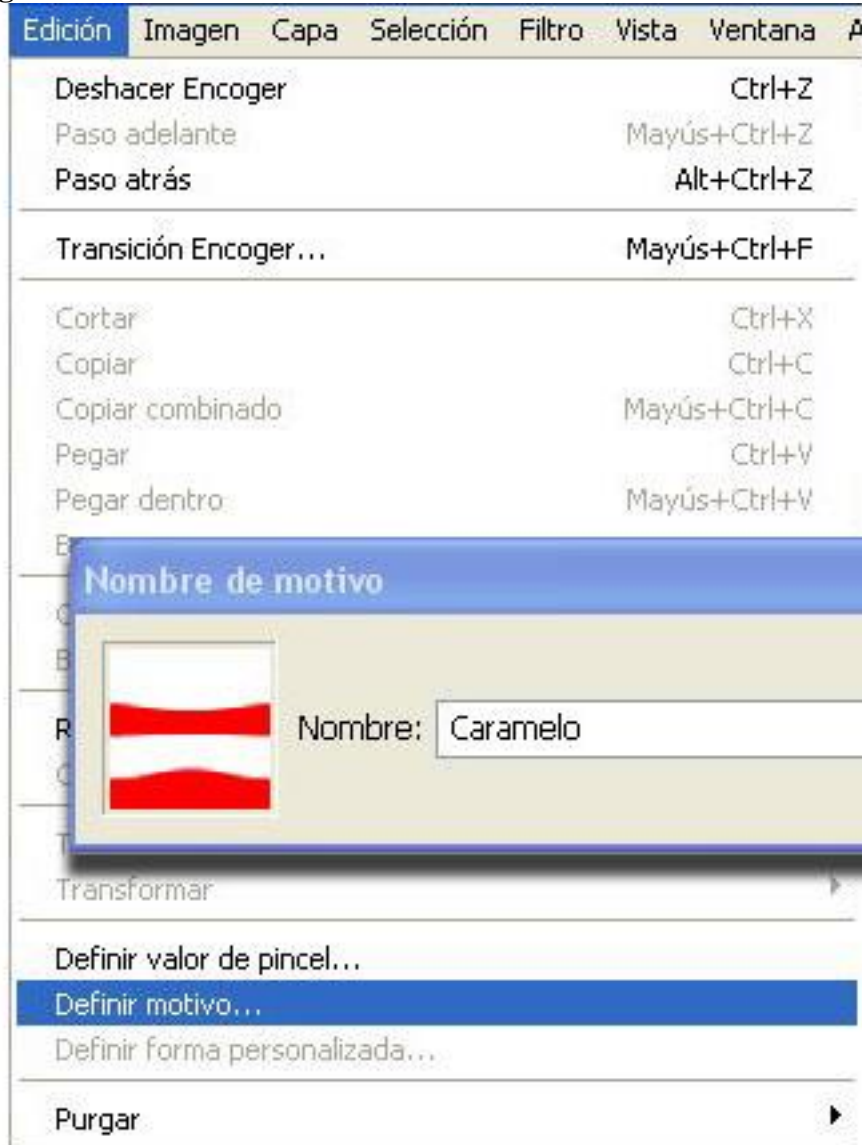 Edición Imagen Capa Selección Filtro Vista Ventana
Deshacer Encoger Ctrl+Z
Paso adelante Mayús+Ctrl+Z
Paso atrás Alt+Ctrl+Z
Transición Encoger... Mayús+Ctrl+F
Cortar Ctrl+X
Copiar Ctrl+C
Copiar combinado Mayús+Ctrl+C
Pegar Ctrl+V
Pegar dentro Mayús+Ctrl+V
Nombre de motivo
Nombre: Caramelo
Transformar
Definir valor de pincel...
Definir motivo...
Definir forma personalizada...
Purgar